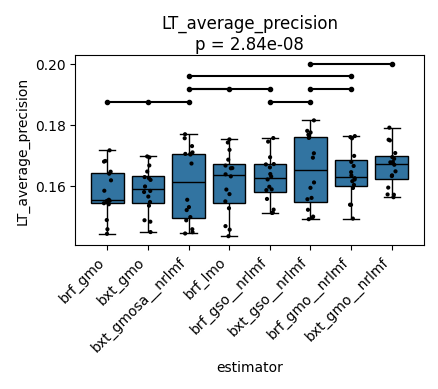 LT_average_precision
p = 2.84e-08
LT_average_precision
0.20
0.18
0.16
brf_gmo
bxt_gmo
bxt_gmosa__nrlmf
brf_lmo
brf_gso__nrlmf
bxt_gso__nrlmf
brf_gmo__nrlmf
bxt_gmo__nrlmf
estimator